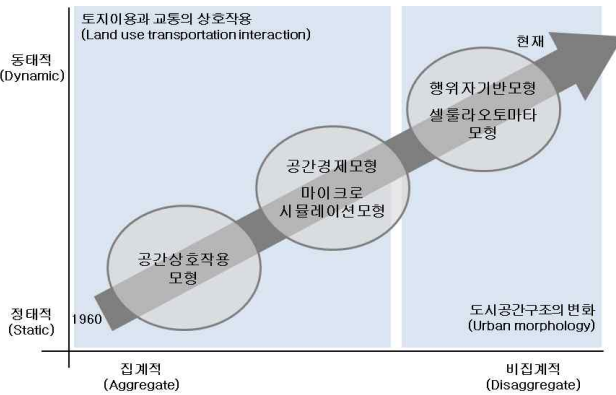 토지이용과 교통의 상호작용
(Land use transportation interaction)
현재
동태적
(Dynamic)
행위자기반모형
셀룰라오토마타
모형
공간경제모형
마이크로
시뮬레이션모형
공간상호작용
모형
정태적
(Static)
1960
도시공간구조의 변화
(Urban morphology)
집계적
(Aggregate)
비집계적
(Disaggregate)